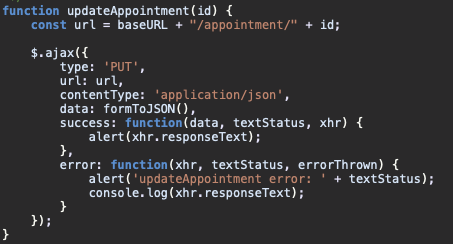 function updateAppointment(id) {
    const url = baseURL + "/appointment/" + id;

    $.ajax({
        type: 'PUT',
        url: url,
        contentType: 'application/json',
        data: formToJSON(),
        success: function(data, textStatus, xhr) {
            alert(xhr.responseText);
        },
        error: function(xhr, textStatus, errorThrown) {
            alert('updateAppointment error: ' + textStatus);
            console.log(xhr.responseText);
        }
    });
}